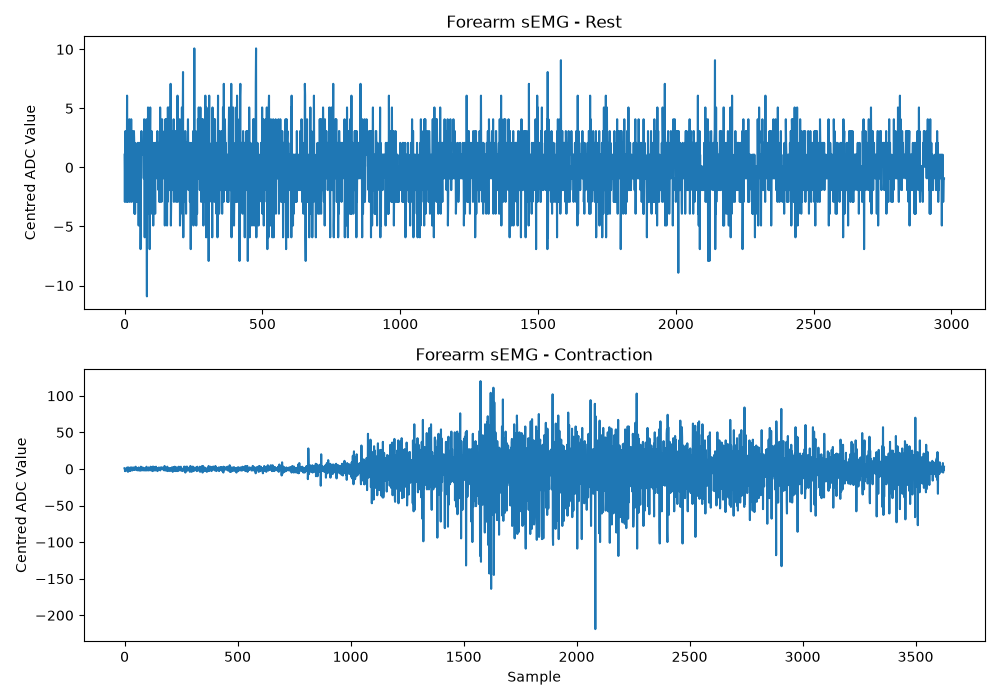 Forearm sEMG - Rest
Centred ADC Value
10
5
0
−5
−10
0 500 1000 1500 2000 2500 3000
Forearm sEMG - Contraction
Centred ADC Value
100
50
0
−50
−100
−150
−200
0 500 1000 1500 2000 2500 3000 3500
Sample